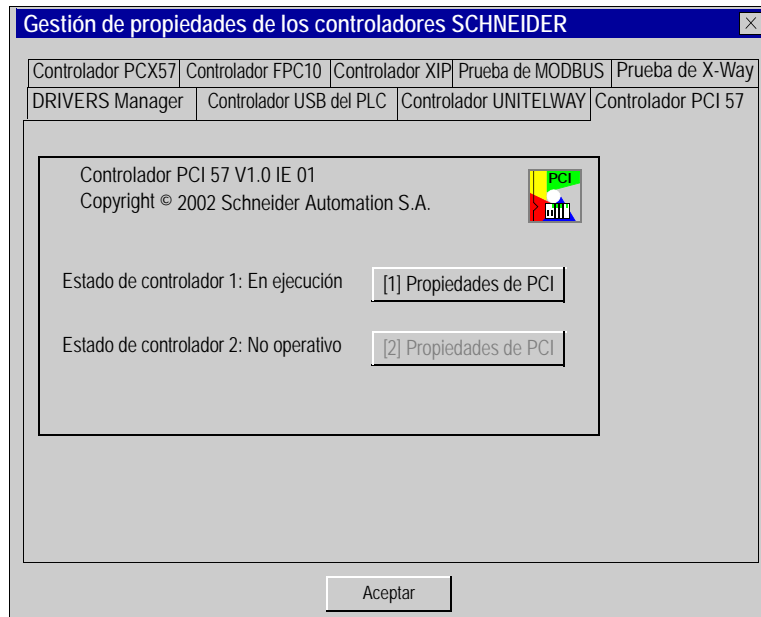 Gestión de propiedades de los controladores SCHNEIDER
Controlador PCX57 Controlador FPC10 Controlador XIP Prueba de MODBUS Prueba de X-Way
DRIVERS Manager Controlador USB del PLC Controlador UNITELWAY Controlador PCI 57
Controlador PCI 57 V1.0 IE 01
PCI
Copyright © 2002 Schneider Automation S.A.
Estado de controlador 1: En ejecución [1] Propiedades de PCI
Estado de controlador 2: No operativo [2] Propiedades de PCI
Aceptar